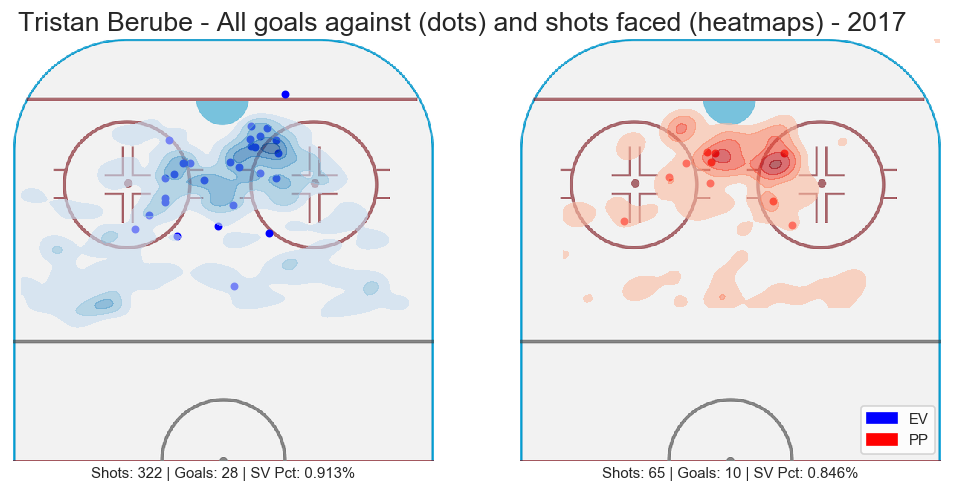 Tristan Berube - All goals against (dots) and shots faced (heatmaps) - 2017
EV
PP
Shots: 322 | Goals: 28 | SV Pct: 0.913%
Shots: 65 | Goals: 10 | SV Pct: 0.846%